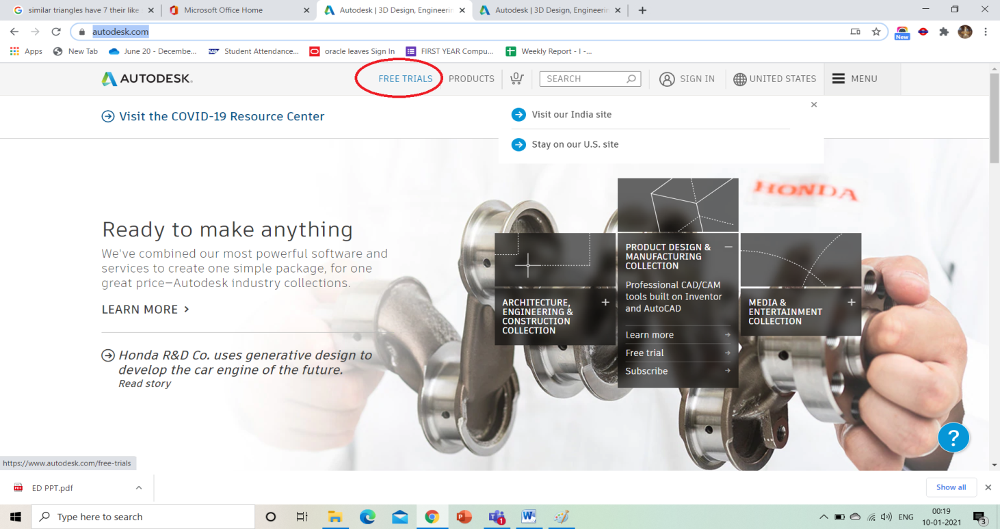 similar triangles have 7 their like
Microsoft Office Home
Autodesk | 3D Design, Engineerin
Autodesk | 3D Design, Engineerin
autodesk.com
New
Apps
New Tab
June 20 - Decembe...
SAP
Student Attendance...
oracle leaves Sign In
FIRST YEAR Compu...
Weekly Report - I -...
AUTODESK.
FREE TRIALS
PRODUCTS
0
SEARCH
SIGN IN
UNITED STATES
MENU
Visit the COVID-19 Resource Center
Visit our India site
Stay on our U.S. site
HONDA
Ready to make anything
We've combined our most powerful software and
services to create one simple package, for one
great price—Autodesk industry collections.
LEARN MORE >
Honda R&D Co. uses generative design to
develop the car engine of the future.
Read story
ARCHITECTURE,
ENGINEERING &
CONSTRUCTION
COLLECTION
PRODUCT DESIGN &
MANUFACTURING
COLLECTION
Professional CAD/CAM
tools built on Inventor
and AutoCAD
Learn more
Free trial
Subscribe
MEDIA &
ENTERTAINMENT
COLLECTION
?
https://www.autodesk.com/free-trials
PDF
ED PPT.pdf
Show all
Type here to search
1
ENG
00:19
10-01-2021
3